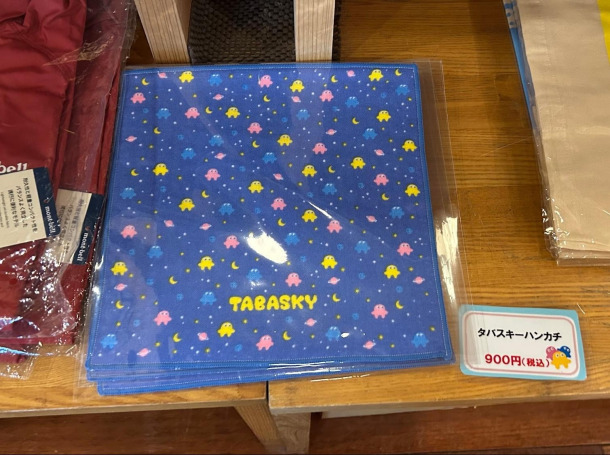 TABASKY
タバスキーハンカチ
900円(税込)
mont-bell
bell